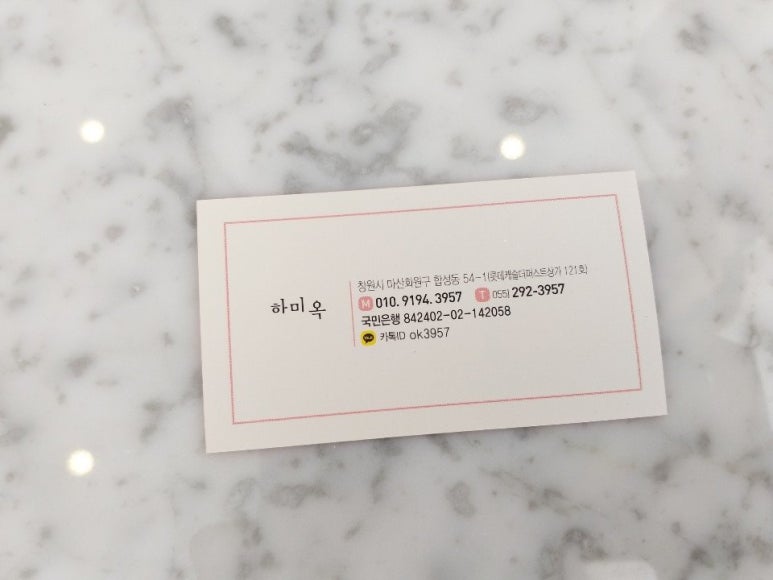 하미옥
창원시 마산회원구 합성동 54-1(롯데캐슬더퍼스트상가 121호)
M 010. 9194. 3957 T 055) 292-3957
국민은행 842402-02-142058
카톡ID ok3957